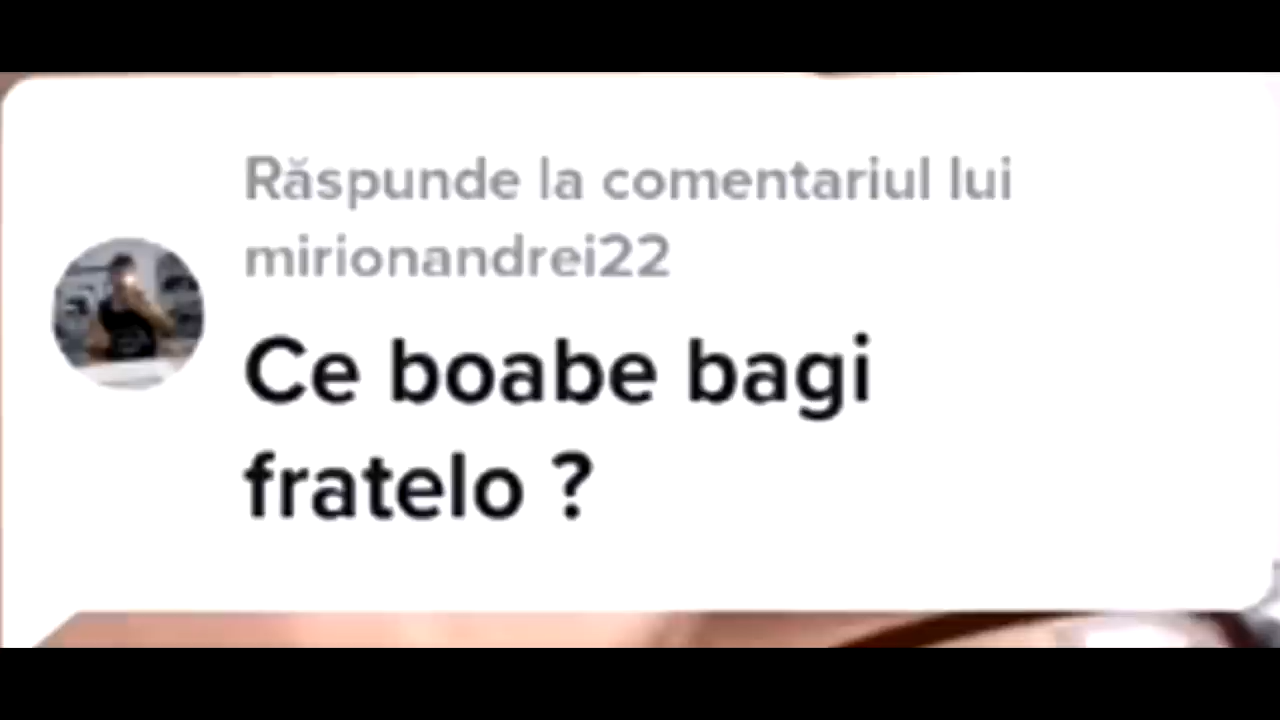 Răspunde la comentariul lui
mirionandrei22
Ce boabe bagi
fratelo ?